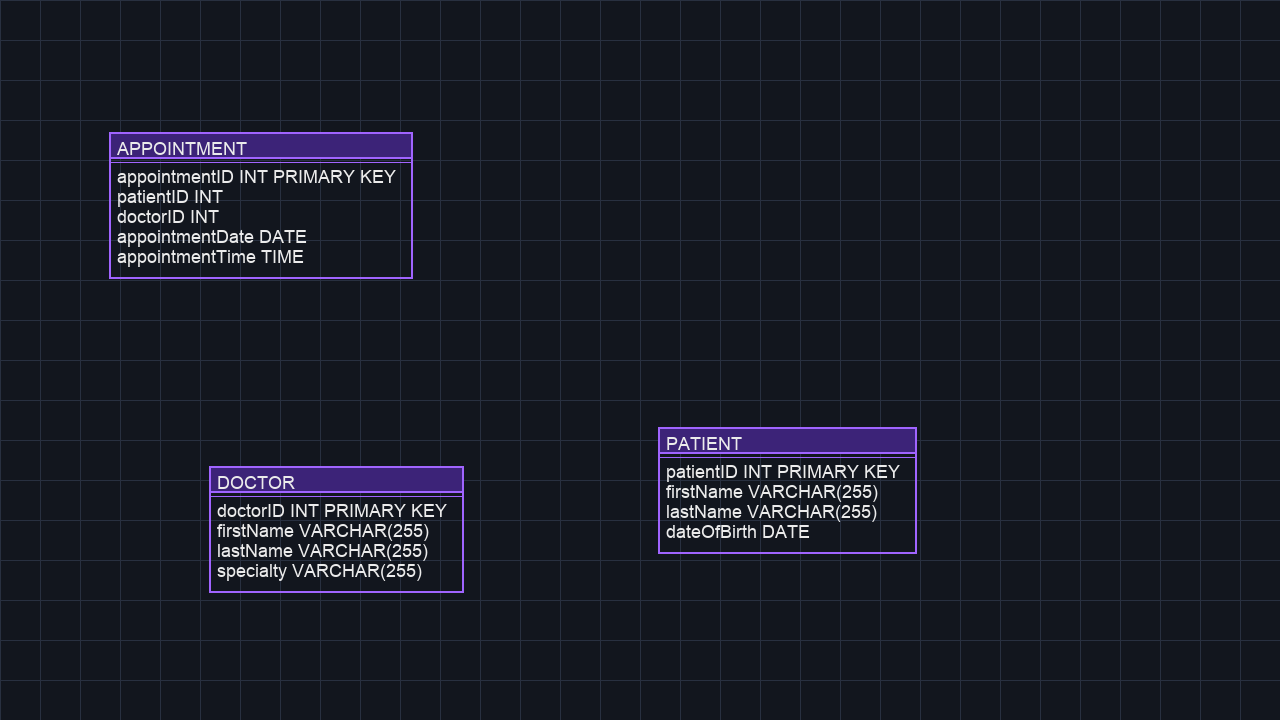 APPOINTMENT
appointmentID INT PRIMARY KEY
patientID INT
doctorID INT
appointmentDate DATE
appointmentTime TIME
DOCTOR
doctorID INT PRIMARY KEY
firstName VARCHAR(255)
lastName VARCHAR(255)
specialty VARCHAR(255)
PATIENT
patientID INT PRIMARY KEY
firstName VARCHAR(255)
lastName VARCHAR(255)
dateOfBirth DATE